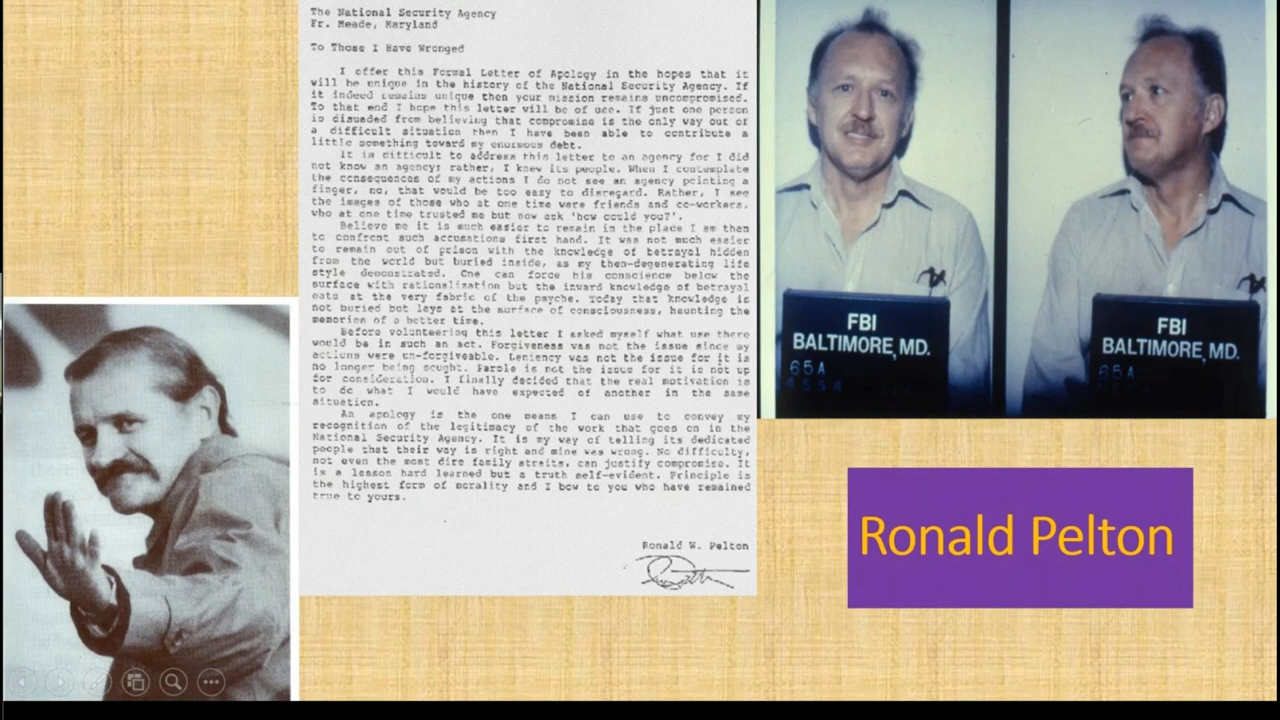 The National Security Agency
Fr. Meade, Maryland
To Those I Have Wronged
I offer this Formal Letter of Apology in the hopes that it
will be unique in the history of the National Security Agency. If
it indeed remains unique then your mission remains uncompromised.
To that end I hope this letter will be of use. If just one person
is disuaded from believing that compromise is the only way out of
a difficult situation then I have been able to contribute a
little something toward my enormous debt.
It is difficult to address this letter to an agency for I did
not know an agency; rather, I knew its people. When I contemplate
the consequences of my actions I do not see an agency pointing a
finger, no, that would be too easy to disregard. Rather, I see
the images of those who at one time were friends and co-workers,
who at one time trusted me but now ask 'how could you?'.
Believe me it is much easier to remain in the place I am than
to confront such accusations first hand. It was not much easier
to remain out of prison with the knowledge of betrayal hidden
from the world but buried inside, as my then-degenerating life
style demonstrated. One can force his conscience below the
surface with rationalization but the inward knowledge of betrayal
eats at the very fabric of the psyche. Today that knowledge is
not buried but lays at the surface of consciousness, haunting the
memories of a better time.
Before volunteering this letter I asked myself what use there
would be in such an act. Forgiveness was not the issue since my
actions were un-forgiveable. Leniency was not the issue for it is
no longer being sought. Parole is not the issue for it is not up
for consideration. I finally decided that the real motivation is
to do what I would have expected of another in the same
situation.
An apology is the one means I can use to convey my
recognition of the legitimacy of the work that goes on in the
National Security Agency. It is my way of telling its dedicated
people that their way is right and mine was wrong. No difficulty,
not even the most dire family straits, can justify compromise. It
is a lesson hard learned but a truth self-evident. Principle is
the highest form of morality and I bow to you who have remained
true to yours.
Ronald W. Pelton
FBI
BALTIMORE, MD.
65A
FBI
BALTIMORE, MD.
65A
Ronald Pelton